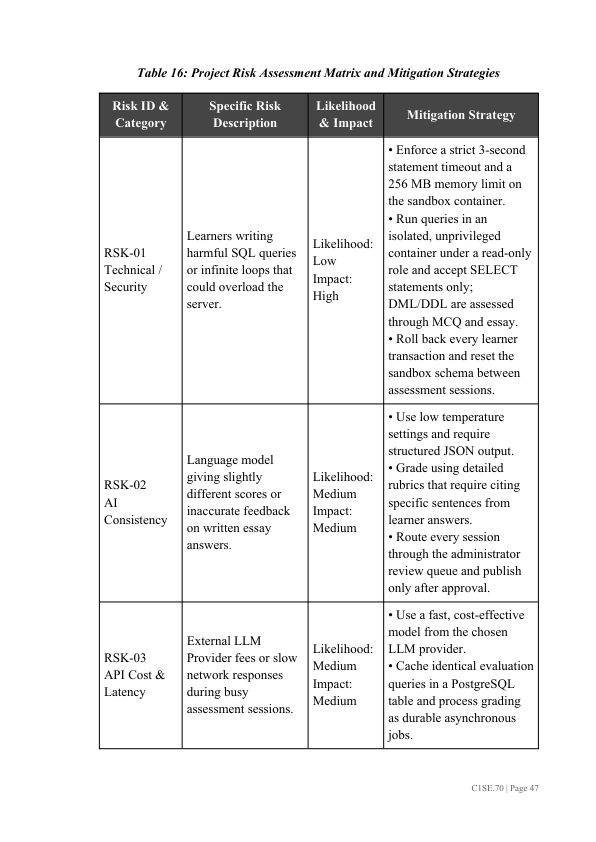 Table 16: Project Risk Assessment Matrix and Mitigation Strategies
Risk ID &
Category
Specific Risk
Description
Likelihood
& Impact
Mitigation Strategy
RSK-01
Technical /
Security
Learners writing
harmful SQL queries
or infinite loops that
could overload the
server.
Likelihood:
Low
Impact:
High
• Enforce a strict 3-second
statement timeout and a
256 MB memory limit on
the sandbox container.
• Run queries in an
isolated, unprivileged
container under a read-only
role and accept SELECT
statements only;
DML/DDL are assessed
through MCQ and essay.
• Roll back every learner
transaction and reset the
sandbox schema between
assessment sessions.
RSK-02
AI
Consistency
Language model
giving slightly
different scores or
inaccurate feedback
on written essay
answers.
Likelihood:
Medium
Impact:
Medium
• Use low temperature
settings and require
structured JSON output.
• Grade using detailed
rubrics that require citing
specific sentences from
learner answers.
• Route every session
through the administrator
review queue and publish
only after approval.
RSK-03
API Cost &
Latency
External LLM
Provider fees or slow
network responses
during busy
assessment sessions.
Likelihood:
Medium
Impact:
Medium
• Use a fast, cost-effective
model from the chosen
LLM provider.
• Cache identical evaluation
queries in a PostgreSQL
table and process grading
as durable asynchronous
jobs.
C1SE.70 | Page 47